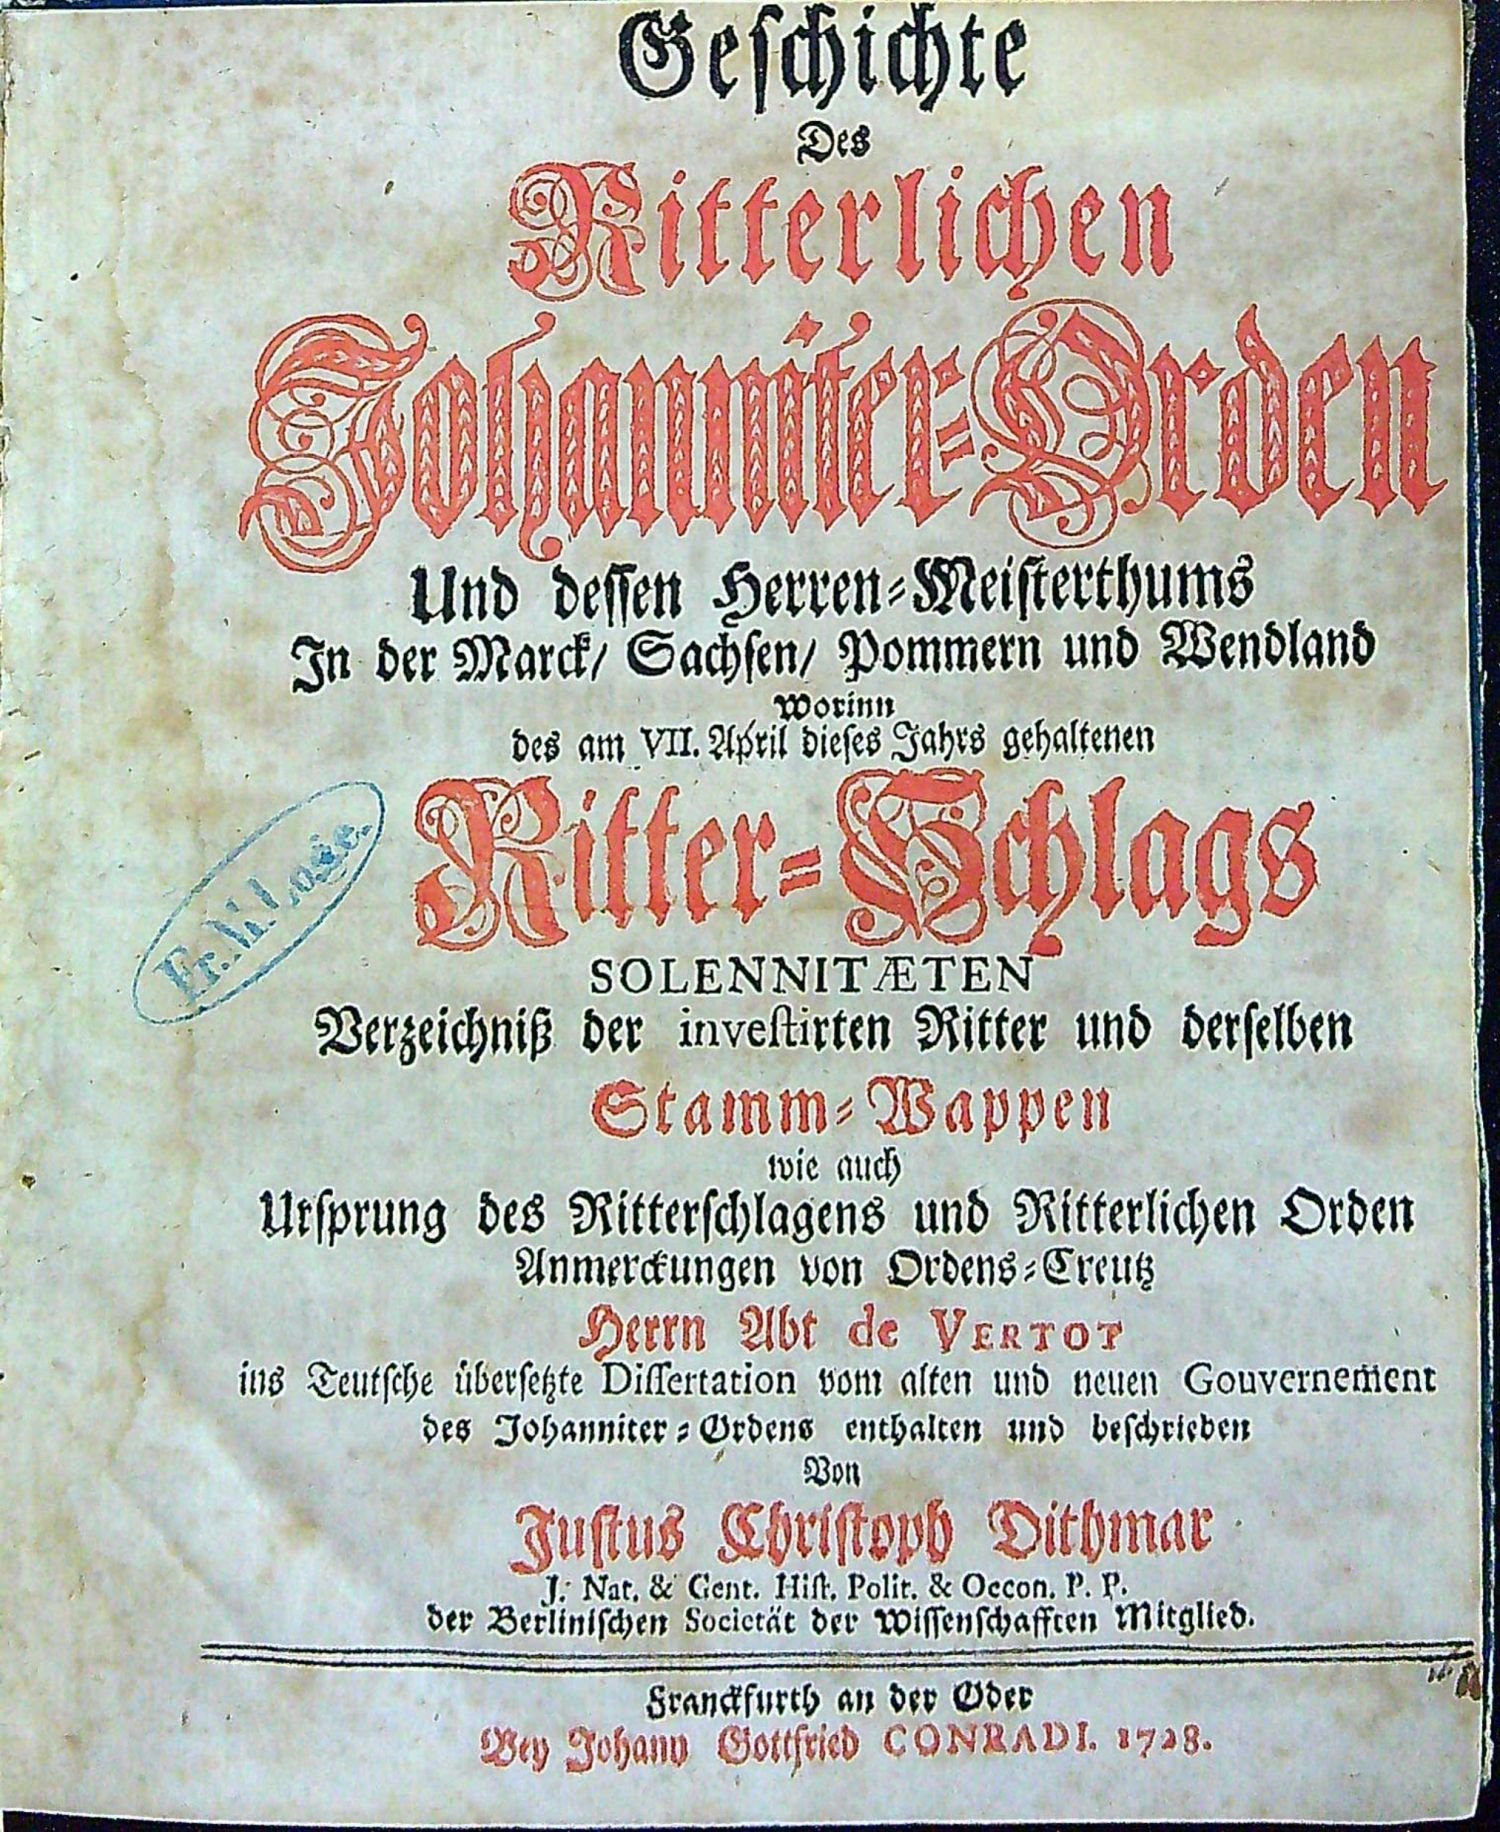 Geschichte
Des
Ritterlichen
Johanniter-Orden
Und dessen Herren-Meisterthums
In der Marck/ Sachsen/ Pommern und Wendland
worinn
des am VII. April dieses Jahrs gehaltenen
Ritter-Schlags
SOLENNITÆTEN
Verzeichniß der investirten Ritter und derselben
Stamm-Wappen
wie auch
Ursprung des Ritterschlagens und Ritterlichen Orden
Anmerckungen von Ordens-Creutz
Herrn Abt de VERTOT
ins Teutsche übersetzte Dissertation vom alten und neuen Gouvernement
des Johanniter-Ordens enthalten und beschrieben
Von
Justus Christoph Dithmar
J. Nat. & Gent. Hist. Polit. & Oecon. P. P.
der Berlinischen Societät der Wissenschafften Mitglied.
Franckfurth an der Oder
Bey Johann Gottfried CONRADI. 1728.
Fr.